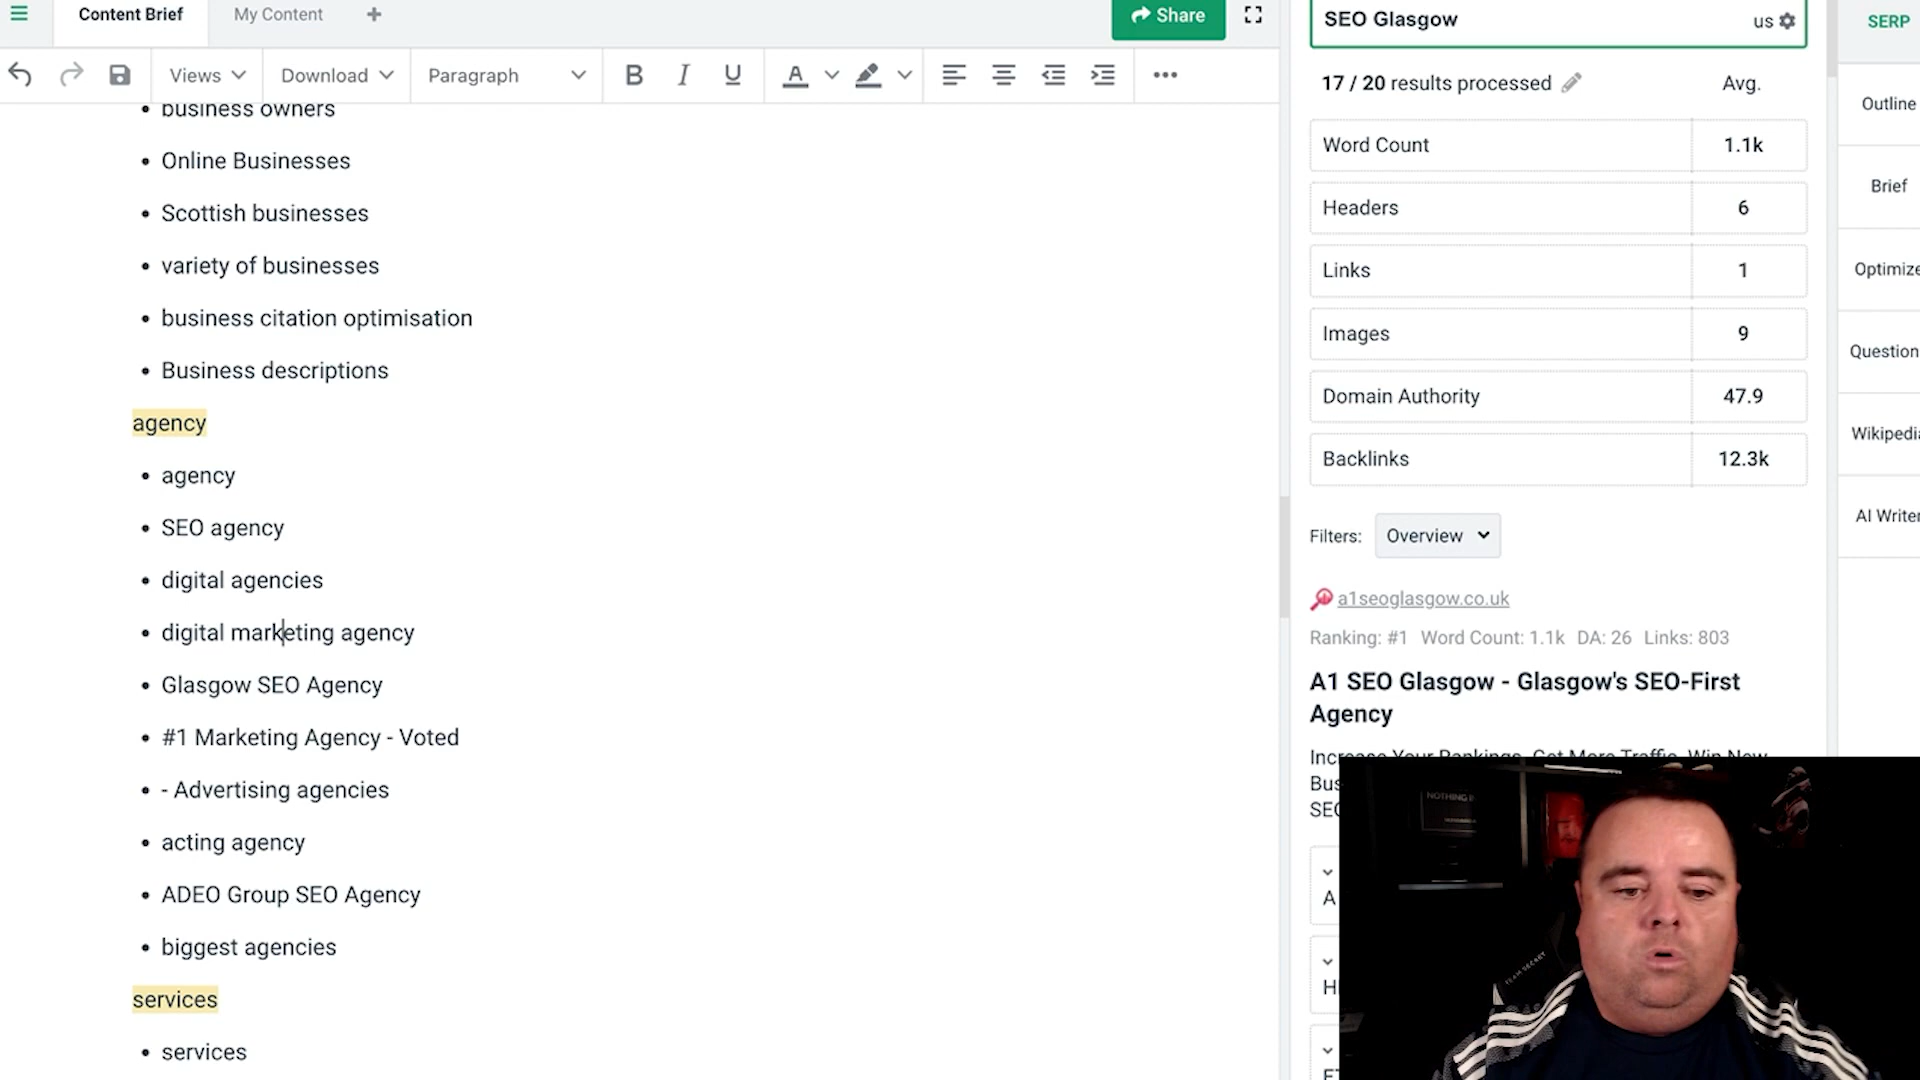 Content Brief
My Content
+
Share
Views
Download
Paragraph
B
I
U
A
business owners
Online Businesses
Scottish businesses
variety of businesses
business citation optimisation
Business descriptions
agency
agency
SEO agency
digital agencies
digital marketing agency
Glasgow SEO Agency
#1 Marketing Agency - Voted
- Advertising agencies
acting agency
ADEO Group SEO Agency
biggest agencies
services
services
SEO Glasgow us
17 / 20 results processed Avg.
Word Count 1.1k
Headers 6
Links 1
Images 9
Domain Authority 47.9
Backlinks 12.3k
Filters: Overview
a1seoglasgow.co.uk
Ranking: #1 Word Count: 1.1k DA: 26 Links: 803
A1 SEO Glasgow - Glasgow's SEO-First
Agency
Increase Your Rankings, Get More Traffic, Win New
Bus
SEO
A
H
SERP
Outline
Brief
Optimize
Question
Wikipedia
AI Writer
NOTHING IS
TEAM SECRET